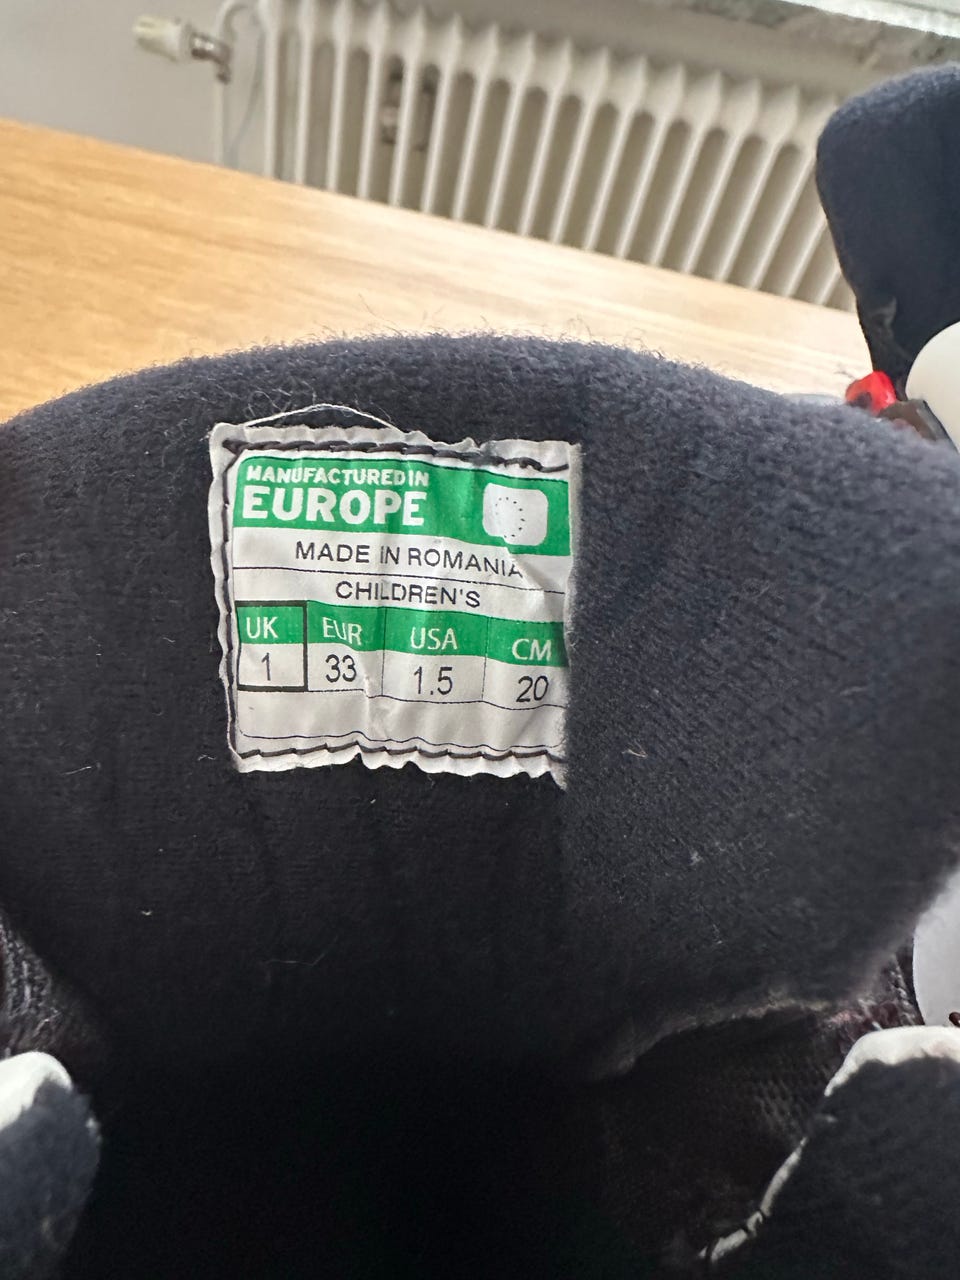 MANUFACTURED IN
EUROPE
MADE IN ROMANIA
CHILDREN'S
UK EUR USA CM
1 33 1.5 20